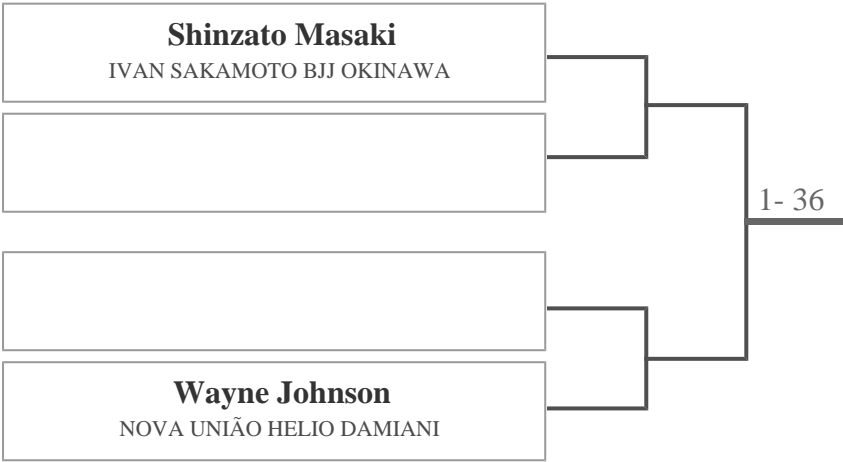 Shinzato Masaki
IVAN SAKAMOTO BJJ OKINAWA
1- 36
Wayne Johnson
NOVA UNIÃO HELIO DAMIANI